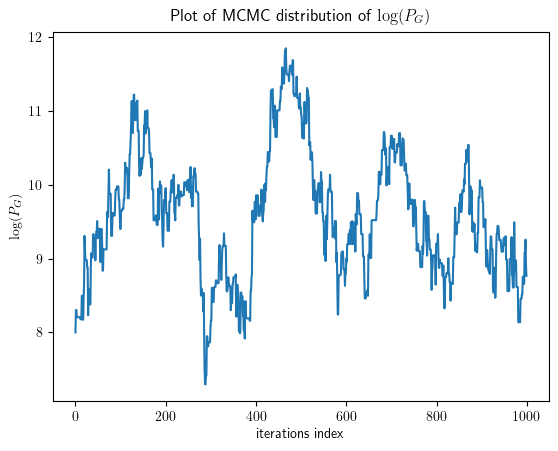 Plot of MCMC distribution of log(P_G)
12
11
10
9
8
log(P_G)
0 200 400 600 800 1000
iterations index